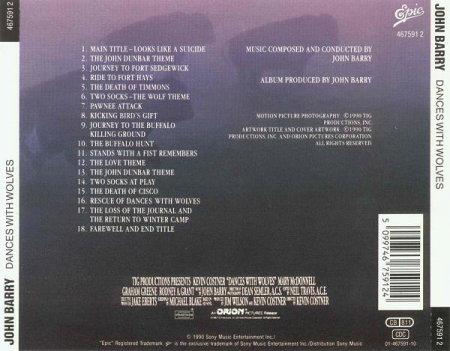 Epic
467591 2
JOHN BARRY DANCES WITH WOLVES
467591 2
1. MAIN TITLE – LOOKS LIKE A SUICIDE
2. THE JOHN DUNBAR THEME
3. JOURNEY TO FORT SEDGEWICK
4. RIDE TO FORT HAYS
5. THE DEATH OF TIMMONS
6. TWO SOCKS – THE WOLF THEME
7. PAWNEE ATTACK
8. KICKING BIRD'S GIFT
9. JOURNEY TO THE BUFFALO
KILLING GROUND
10. THE BUFFALO HUNT
11. STANDS WITH A FIST REMEMBERS
12. THE LOVE THEME
13. THE JOHN DUNBAR THEME
14. TWO SOCKS AT PLAY
15. THE DEATH OF CISCO
16. RESCUE OF DANCES WITH WOLVES
17. THE LOSS OF THE JOURNAL AND
THE RETURN TO WINTER CAMP
18. FAREWELL AND END TITLE
MUSIC COMPOSED AND CONDUCTED BY
JOHN BARRY
ALBUM PRODUCED BY JOHN BARRY
MOTION PICTURE PHOTOGRAPHY: ©1990 TIG
PRODUCTIONS, INC.
ARTWORK TITLE AND COVER ARTWORK ©1990 TIG
PRODUCTIONS, INC. AND ORION PICTURES CORPORATION
ALL RIGHTS RESERVED.
5 099746 759124
TIG PRODUCTIONS PRESENTS KEVIN COSTNER "DANCES WITH WOLVES" MARY McDONNELL
GRAHAM GREENE RODNEY A. GRANT JOHN BARRY DEAN SEMLER, A.C.S. NEIL TRAVIS, A.C.E.
JAKE EBERTS MICHAEL BLAKE JIM WILSON KEVIN COSTNER KEVIN COSTNER
AN ORION PICTURES Release
© 1990 Sony Music Entertainment Inc./
"Epic" Registered Trademark, is the exclusive trademark of Sony Music Entertainment Inc./Distribution Sony Music
CDC
01-467591-10
JOHN BARRY DANCES WITH WOLVES
467591 2